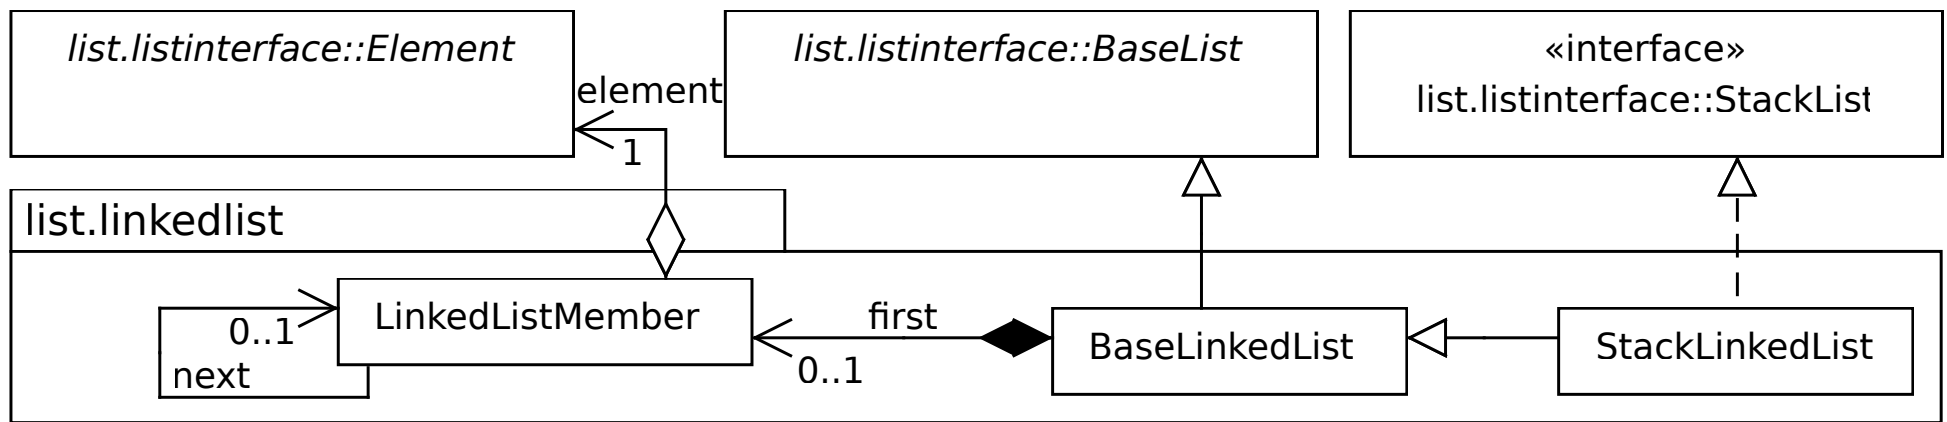 list.listinterface::Element
element
1
list.listinterface::BaseList
«interface»
list.listinterface::StackList
list.linkedlist
LinkedListMember
0..1
next
first
0..1
BaseLinkedList
StackLinkedList